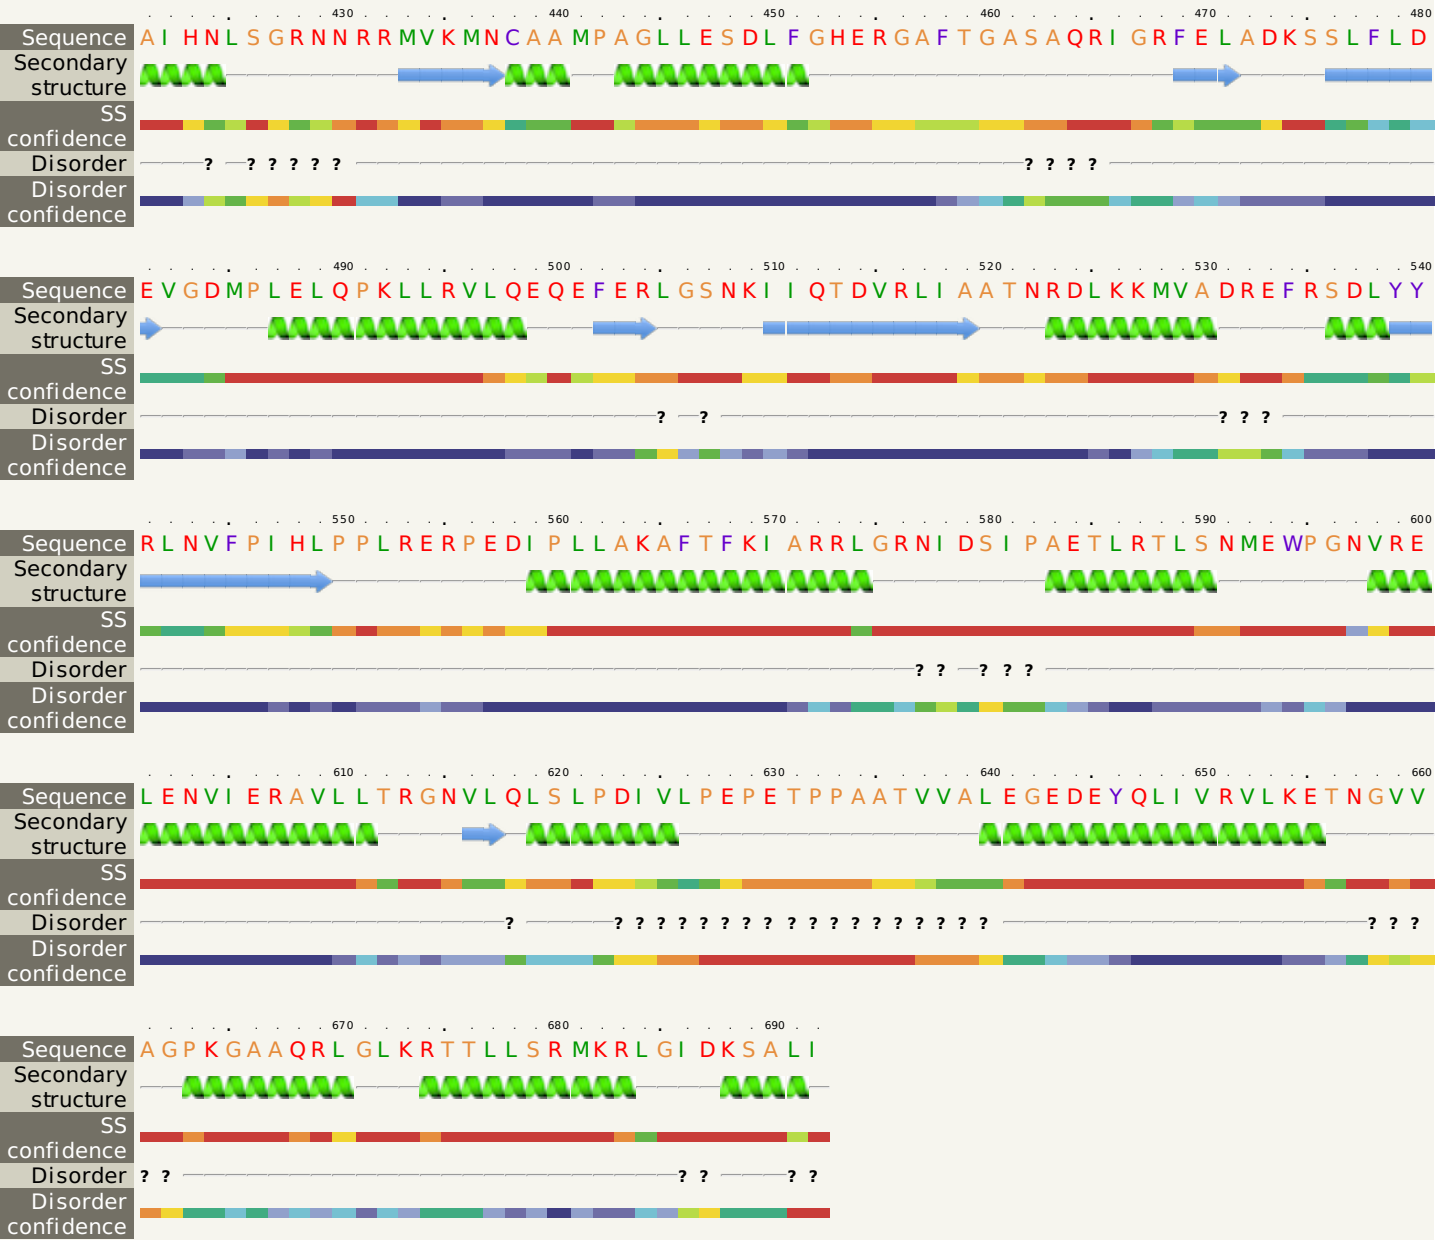 430 440 450 460 470 480
Sequence A I H N L S G R N N R R M V K M N C A A M P A G L L E S D L F G H E R G A F T G A S A Q R I G R F E L A D K S S L F L D
Secondary
structure
SS
confidence
Disorder ? ? ? ? ? ? ? ? ? ?
Disorder
confidence
490 500 510 520 530 540
Sequence E V G D M P L E L Q P K L L R V L Q E Q E F E R L G S N K I I Q T D V R L I A A T N R D L K K M V A D R E F R S D L Y Y
Secondary
structure
SS
confidence
Disorder ? ? ? ? ?
Disorder
confidence
550 560 570 580 590 600
Sequence R L N V F P I H L P P L R E R P E D I P L L A K A F T F K I A R R L G R N I D S I P A E T L R T L S N M E W P G N V R E
Secondary
structure
SS
confidence
Disorder ? ? ? ? ?
Disorder
confidence
610 620 630 640 650 660
Sequence L E N V I E R A V L L T R G N V L Q L S L P D I V L P E P E T P P A A T V V A L E G E D E Y Q L I V R V L K E T N G V V
Secondary
structure
SS
confidence
Disorder ? ? ? ? ? ? ? ? ? ? ? ? ? ? ? ? ? ? ? ? ? ?
Disorder
confidence
670 680 690
Sequence A G P K G A A Q R L G L K R T T L L S R M K R L G I D K S A L I
Secondary
structure
SS
confidence
Disorder ? ? ? ? ? ?
Disorder
confidence